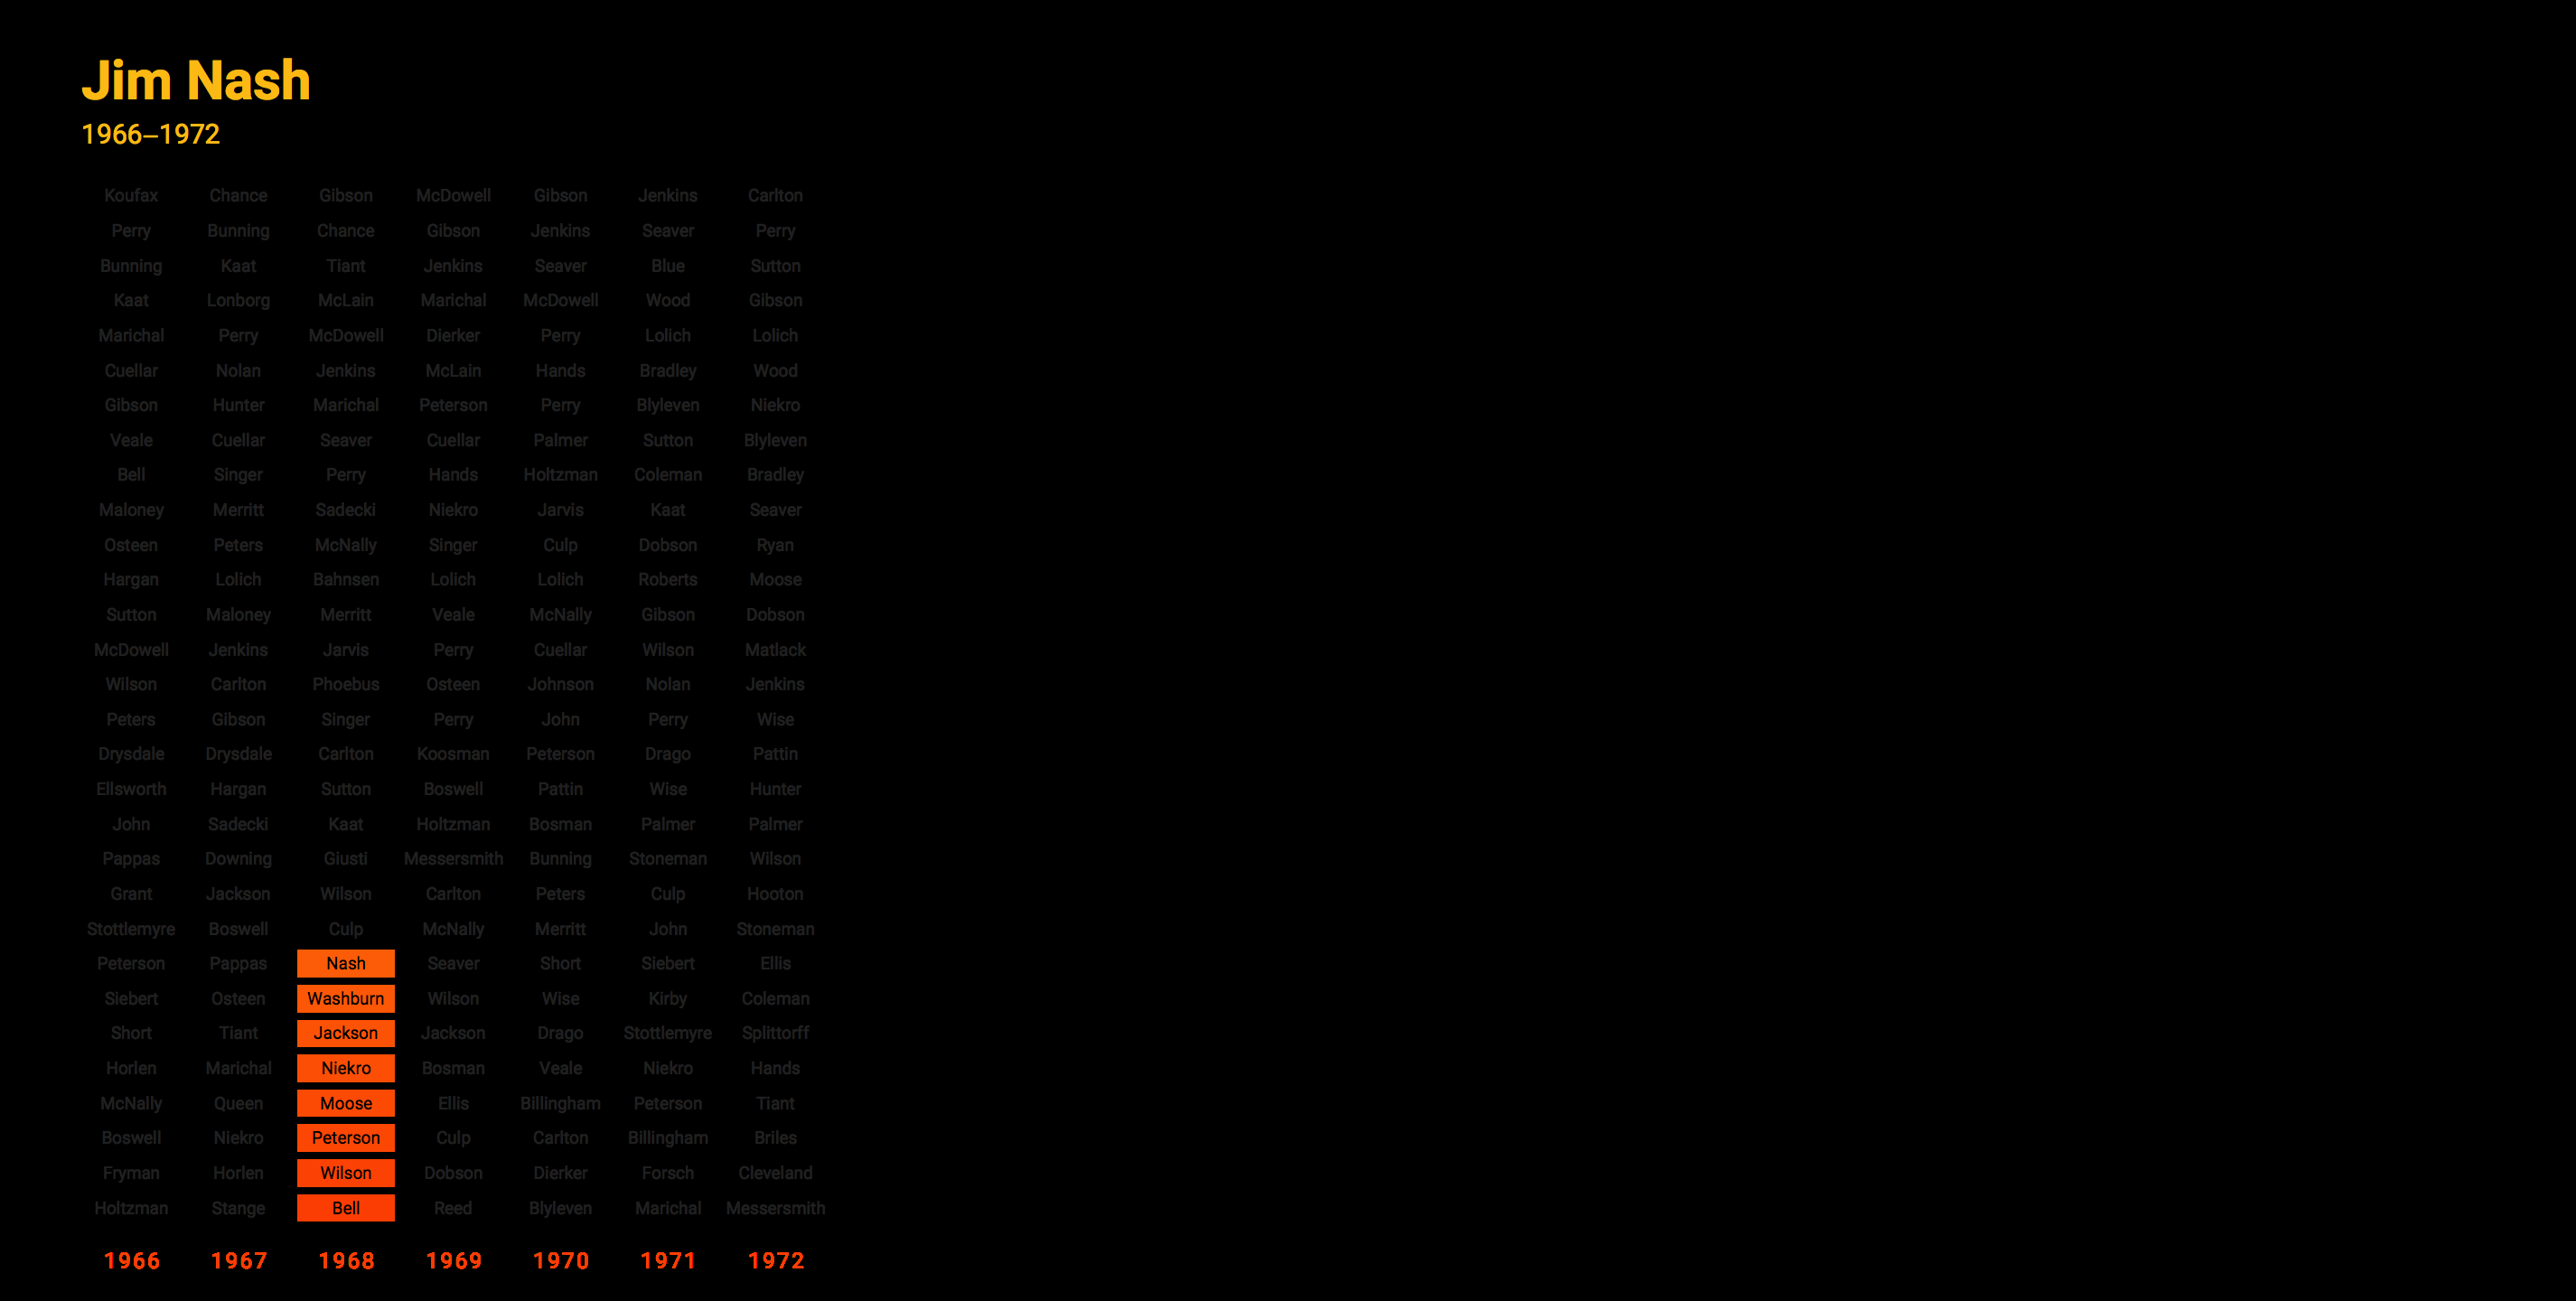 Jim Nash
1966–1972
Koufax Chance Gibson McDowell Gibson Jenkins Carlton
Perry Bunning Chance Gibson Jenkins Seaver Perry
Bunning Kaat Tiant Jenkins Seaver Blue Sutton
Kaat Lonborg McLain Marichal McDowell Wood Gibson
Marichal Perry McDowell Dierker Perry Lolich Lolich
Cuellar Nolan Jenkins McLain Hands Bradley Wood
Gibson Hunter Marichal Peterson Perry Blyleven Niekro
Veale Cuellar Seaver Cuellar Palmer Sutton Blyleven
Bell Singer Perry Hands Holtzman Coleman Bradley
Maloney Merritt Sadecki Niekro Jarvis Kaat Seaver
Osteen Peters McNally Singer Culp Dobson Ryan
Hargan Lolich Bahnsen Lolich Lolich Roberts Moose
Sutton Maloney Merritt Veale McNally Gibson Dobson
McDowell Jenkins Jarvis Perry Cuellar Wilson Matlack
Wilson Carlton Phoebus Osteen Johnson Nolan Jenkins
Peters Gibson Singer Perry John Perry Wise
Drysdale Drysdale Carlton Koosman Peterson Drago Pattin
Ellsworth Hargan Sutton Boswell Pattin Wise Hunter
John Sadecki Kaat Holtzman Bosman Palmer Palmer
Pappas Downing Giusti Messersmith Bunning Stoneman Wilson
Grant Jackson Wilson Carlton Peters Culp Hooton
Stottlemyre Boswell Culp McNally Merritt John Stoneman
Peterson Pappas Nash Seaver Short Siebert Ellis
Siebert Osteen Washburn Wilson Wise Kirby Coleman
Short Tiant Jackson Jackson Drago Stottlemyre Splittorff
Horlen Marichal Niekro Bosman Veale Niekro Hands
McNally Queen Moose Ellis Billingham Peterson Tiant
Boswell Niekro Peterson Culp Carlton Billingham Briles
Fryman Horlen Wilson Dobson Dierker Forsch Cleveland
Holtzman Stange Bell Reed Blyleven Marichal Messersmith
1966 1967 1968 1969 1970 1971 1972